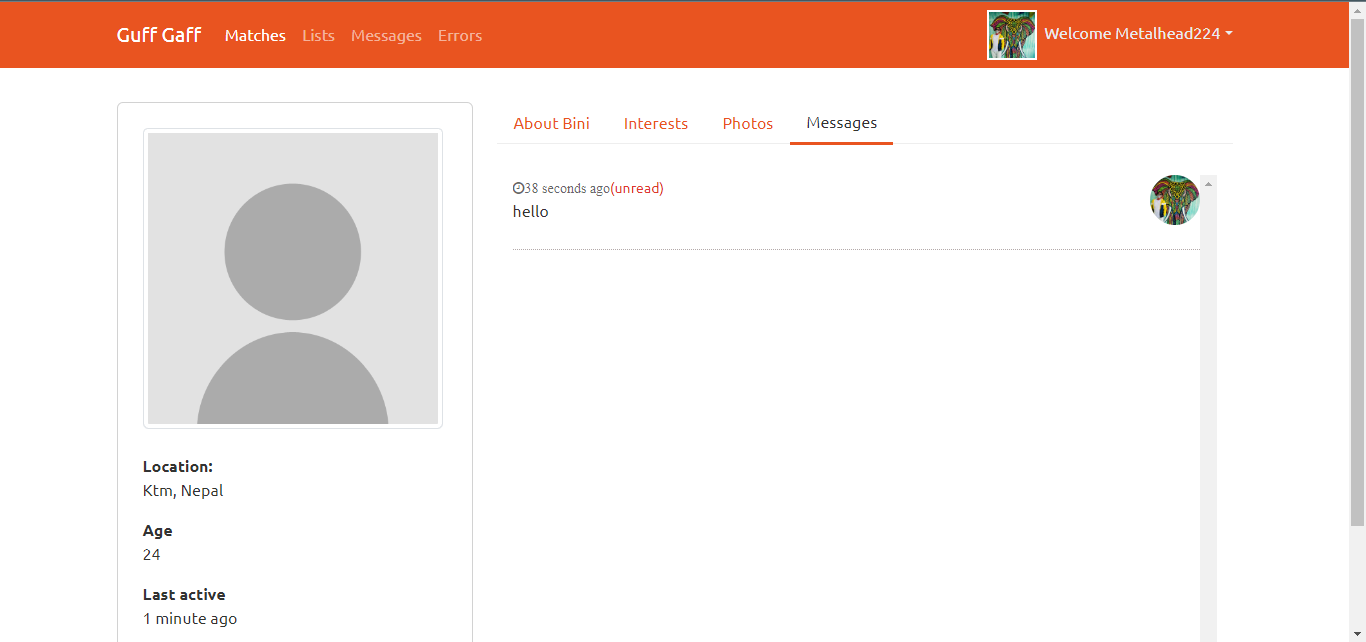 Guff Gaff Matches Lists Messages Errors Welcome Metalhead224
About Bini Interests Photos Messages
38 seconds ago(unread)
hello
Location:
Ktm, Nepal
Age
24
Last active
1 minute ago